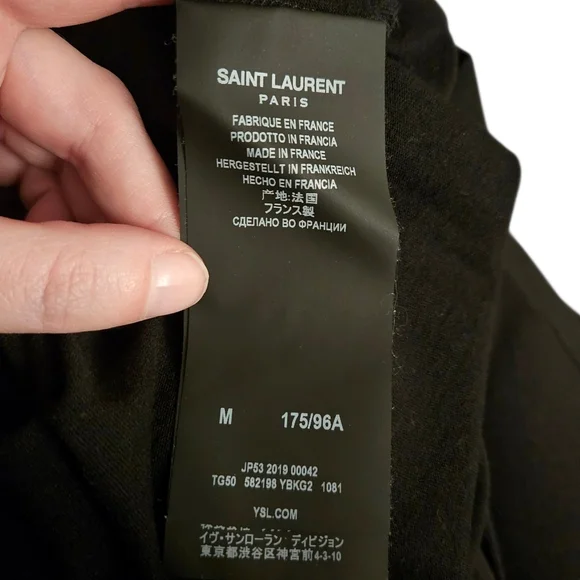 SAINT LAURENT
PARIS
FABRIQUE EN FRANCE
PRODOTTO IN FRANCIA
MADE IN FRANCE
HERGESTELLT IN FRANKREICH
HECHO EN FRANCIA
产地:法国
フランス製
СДЕЛАНО ВО ФРАНЦИИ
M 175/96A
JP53 2019 00042
TG50 582198 YBKG2 1081
YSL.COM
イヴ・サンローラン ディビジョン
東京都渋谷区神宮前4-3-10